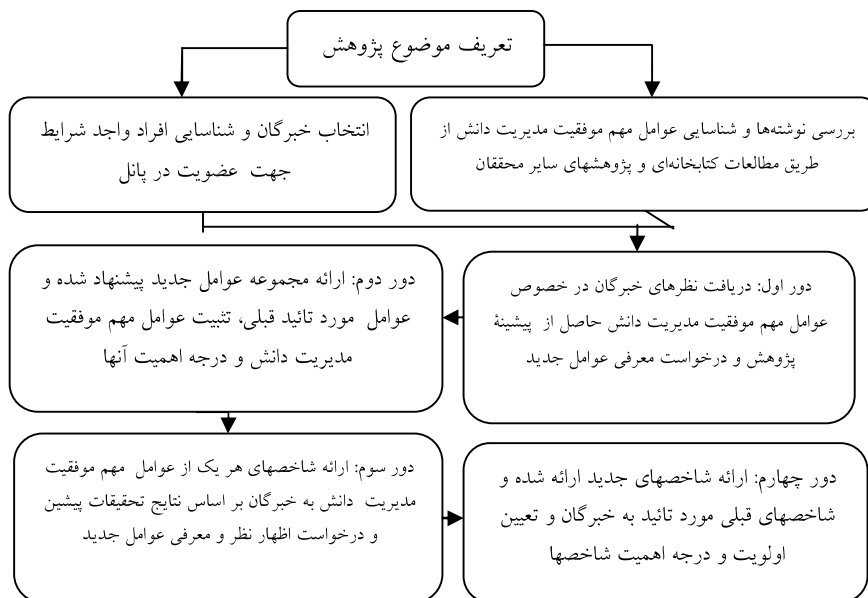 تعریف موضوع پژوهش
بررسی نوشته‌ها و شناسایی عوامل مهم موفقیت مدیریت دانش از
طریق مطالعات کتابخانه‌ای و پژوهشهای سایر محققان
انتخاب خبرگان و شناسایی افراد واجد شرایط
جهت عضویت در پانل
دور اول: دریافت نظرهای خبرگان در خصوص
عوامل مهم موفقیت مدیریت دانش حاصل از پیشینۀ
پژوهش و درخواست معرفی عوامل جدید
دور دوم: ارائه مجموعه عوامل جدید پیشنهاد شده و
عوامل مورد تائید قبلی، تثبیت عوامل مهم موفقیت
مدیریت دانش و درجه اهمیت آنها
دور سوم: ارائه شاخصهای هر یک از عوامل مهم موفقیت
مدیریت دانش به خبرگان بر اساس نتایج تحقیقات پیشین
و درخواست اظهار نظر و معرفی عوامل جدید
دور چهارم: ارائه شاخصهای جدید ارائه شده و
شاخصهای قبلی مورد تائید به خبرگان و تعیین
اولویت و درجه اهمیت شاخصها